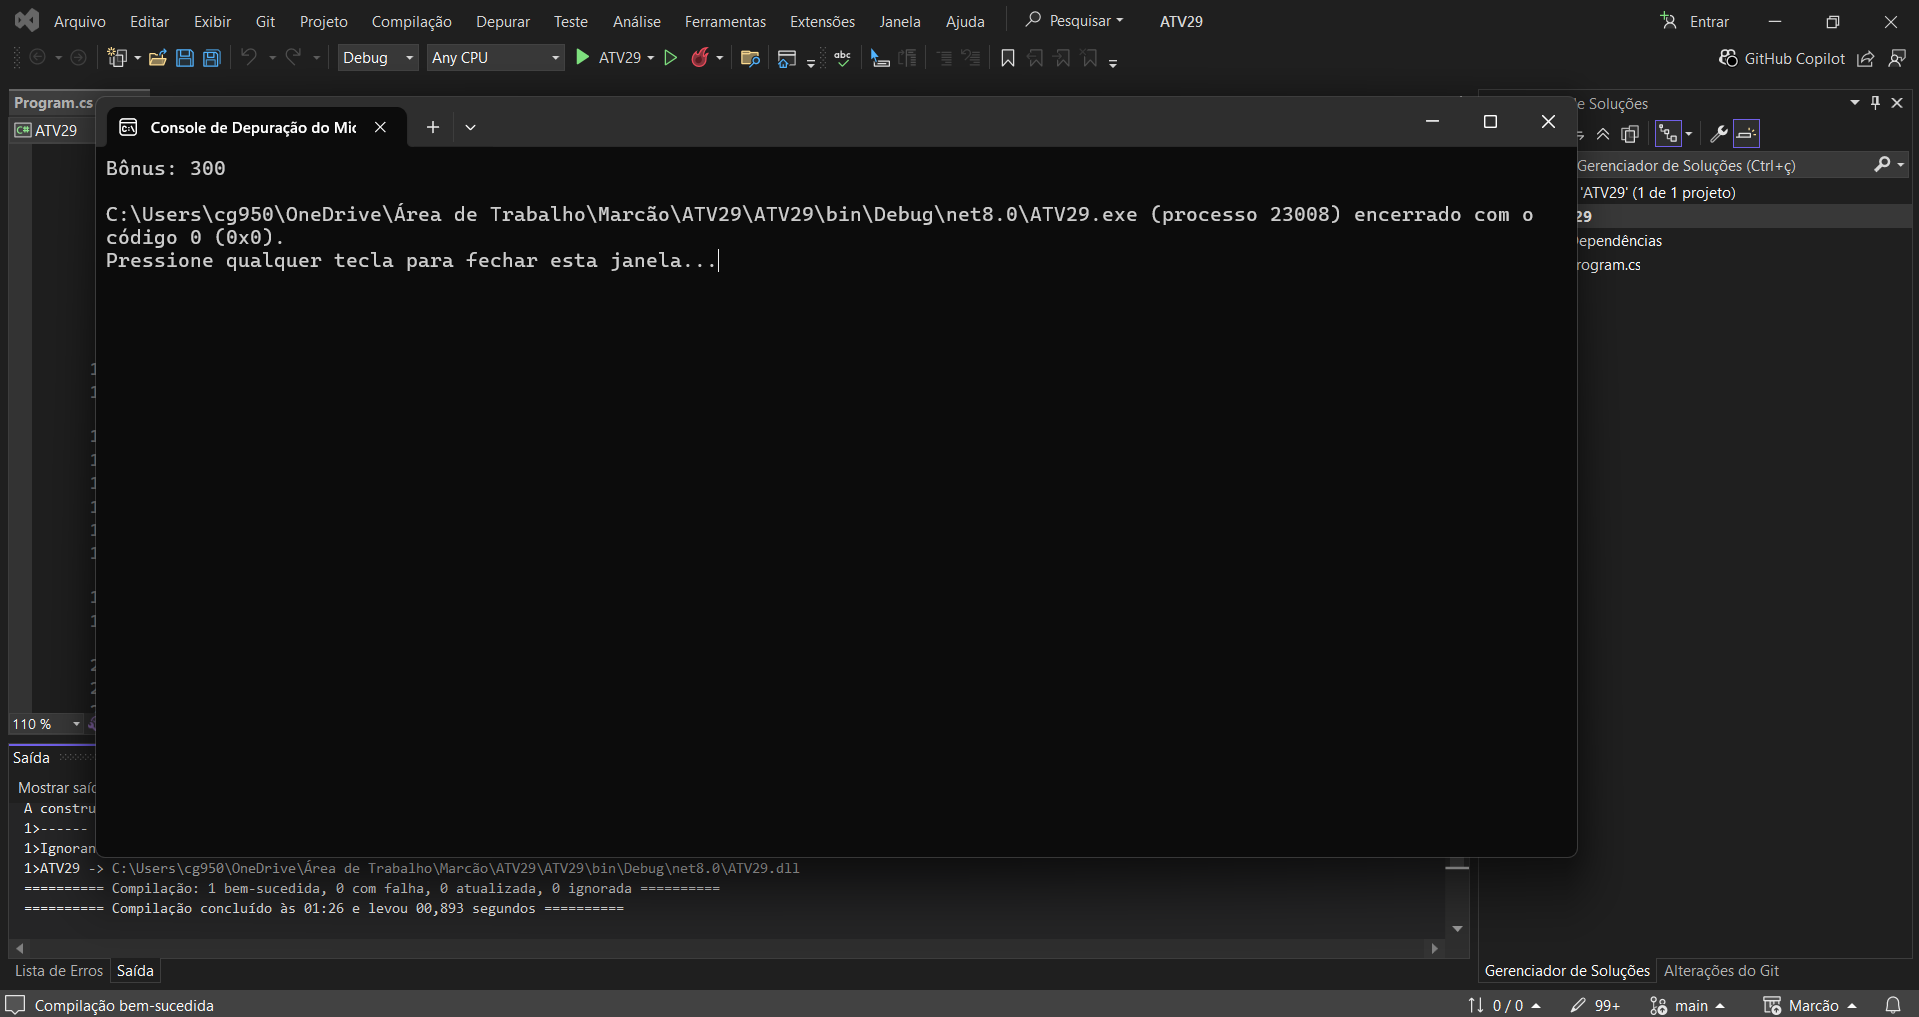 Arquivo Editar Exibir Git Projeto Compilação Depurar Teste Análise Ferramentas Extensões Janela Ajuda Pesquisar ATV29 Entrar
Debug Any CPU ATV29 abc GitHub Copilot
Program.cs
de Soluções
C# ATV29
C:\ Console de Depuração do Mic
Gerenciador de Soluções (Ctrl+ç)
'ATV29' (1 de 1 projeto)
29
Dependências
Program.cs
Bônus: 300
C:\Users\cg950\OneDrive\Área de Trabalho\Marcão\ATV29\ATV29\bin\Debug\net8.0\ATV29.exe (processo 23008) encerrado com o
código 0 (0x0).
Pressione qualquer tecla para fechar esta janela...
110 %
Saída
Mostrar saíd
A constru
1>------
1>Ignoran
1>ATV29 -> C:\Users\cg950\OneDrive\Área de Trabalho\Marcão\ATV29\ATV29\bin\Debug\net8.0\ATV29.dll
========== Compilação: 1 bem-sucedida, 0 com falha, 0 atualizada, 0 ignorada ==========
========== Compilação concluído às 01:26 e levou 00,893 segundos ==========
Lista de Erros Saída
Gerenciador de Soluções Alterações do Git
Compilação bem-sucedida 0 / 0 99+ main Marcão